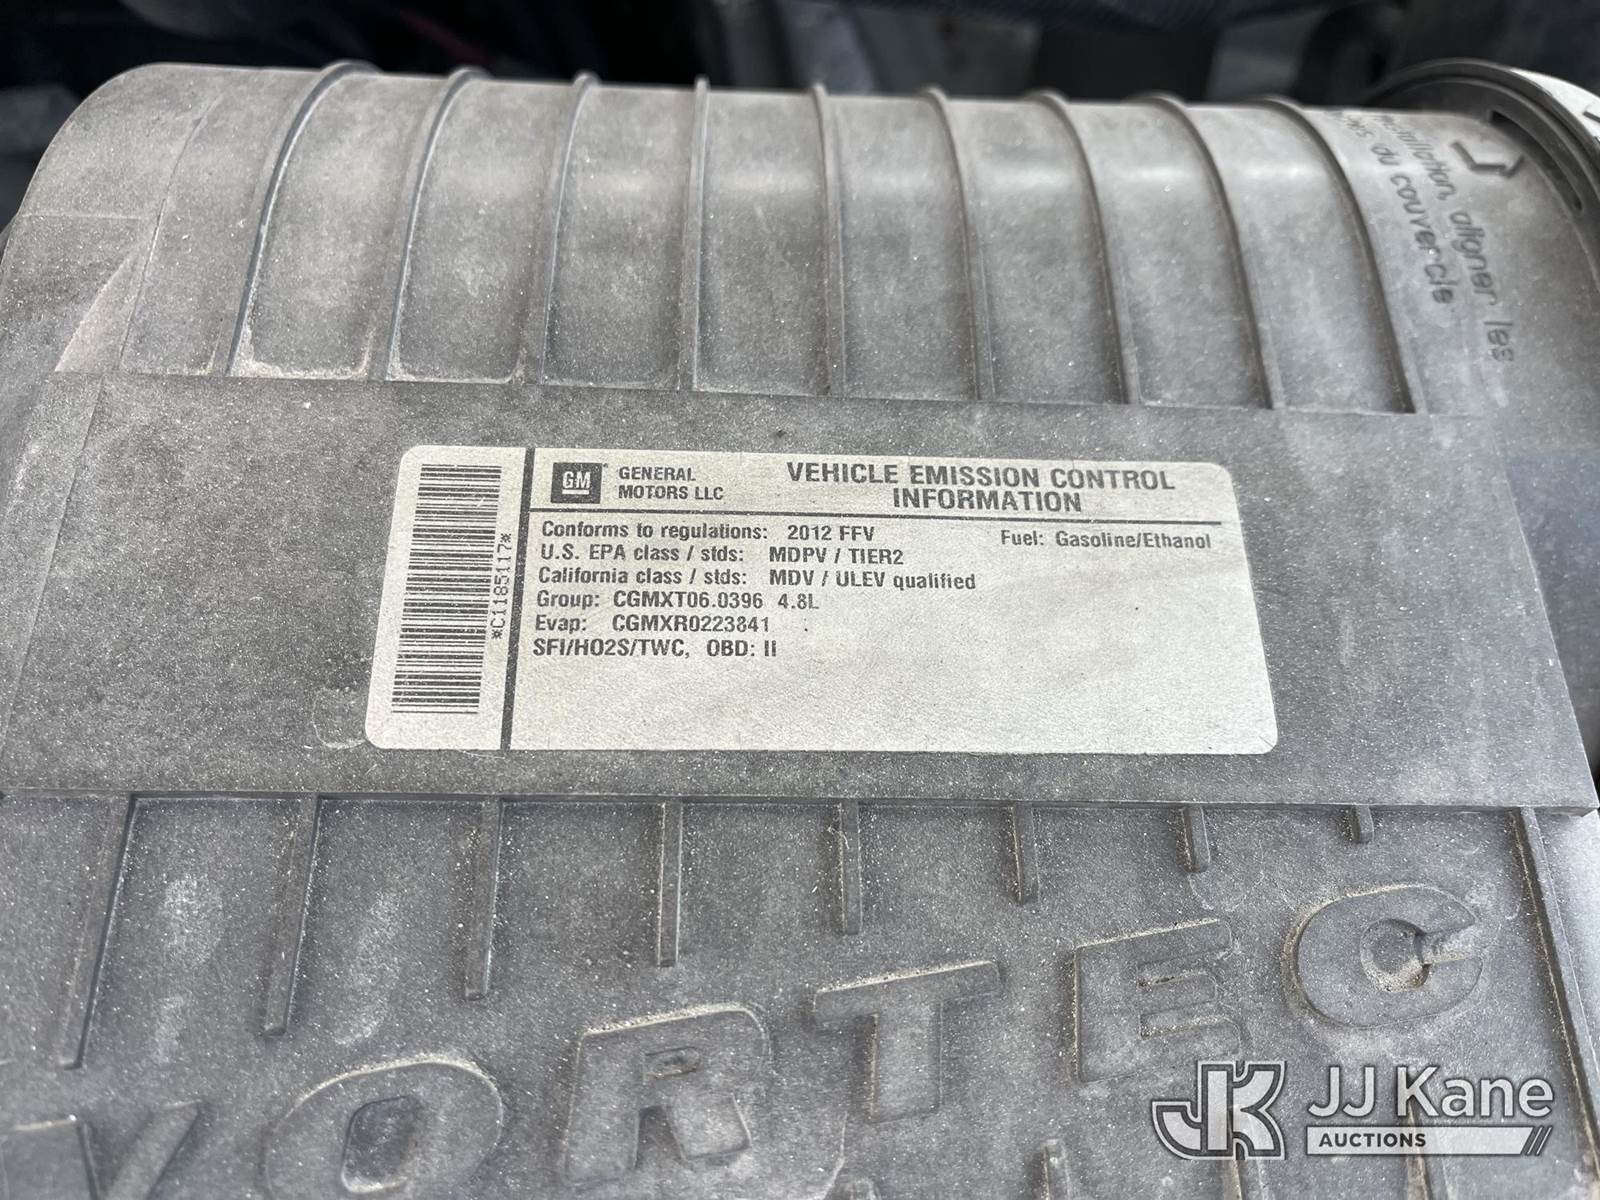 sk
du couvercle
aligner les
GM GENERAL MOTORS LLC
VEHICLE EMISSION CONTROL
INFORMATION
Conforms to regulations: 2012 FFV Fuel: Gasoline/Ethanol
U.S. EPA class / stds: MDPV / TIER2
California class / stds: MDV / ULEV qualified
Group: CGMXT06.0396 4.8L
Evap: CGMXR0223841
SFI/HO2S/TWC, OBD: II
*C1185117*
VORTEC
JK JJ Kane
AUCTIONS